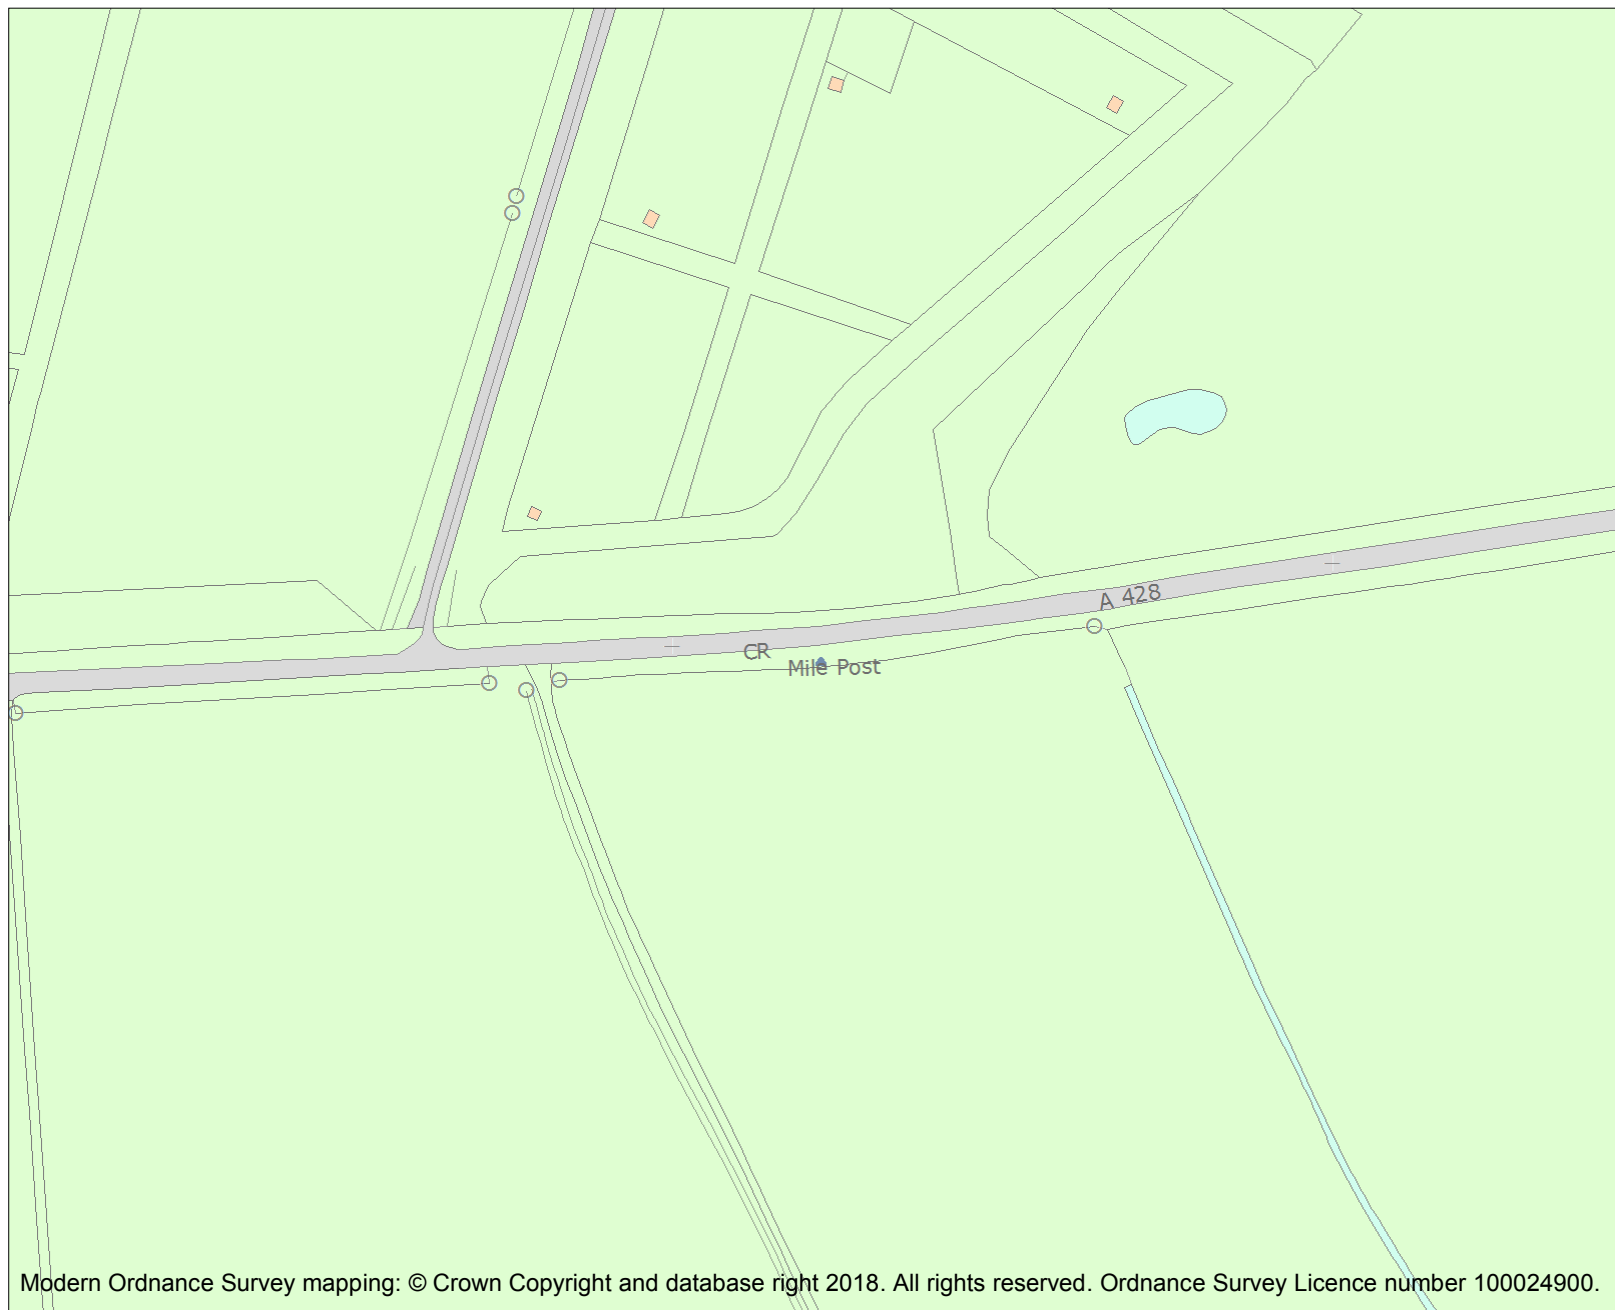 A 428
CR
Mile Post
Modern Ordnance Survey mapping: © Crown Copyright and database right 2018. All rights reserved. Ordnance Survey Licence number 100024900.